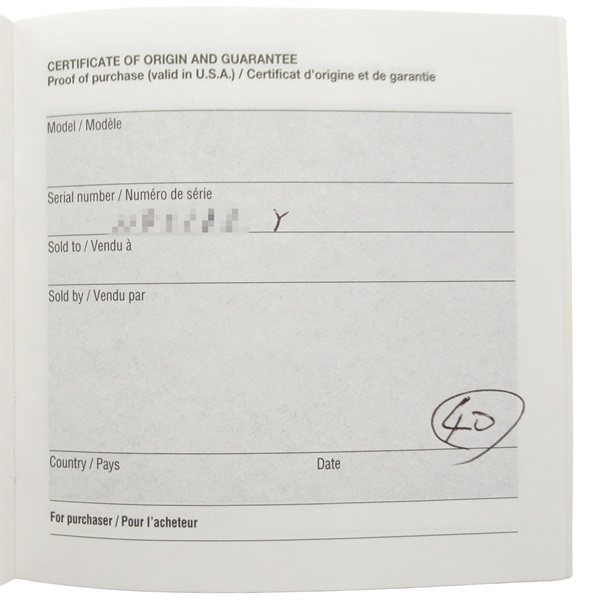 CERTIFICATE OF ORIGIN AND GUARANTEE
Proof of purchase (valid in U.S.A.) / Certificat d'origine et de garantie
Model / Modèle
Serial number / Numéro de série
Y
Sold to / Vendu à
Sold by / Vendu par
40
Country / Pays Date
For purchaser / Pour l'acheteur